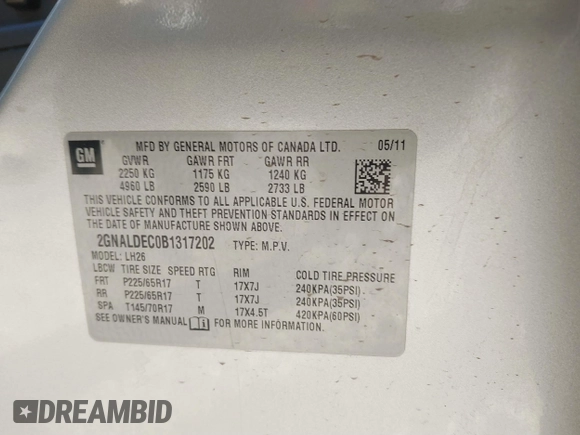 GM
MFD BY GENERAL MOTORS OF CANADA LTD. 05/11
GVWR GAWR FRT GAWR RR
2250 KG 1175 KG 1240 KG
4960 LB 2590 LB 2733 LB
THIS VEHICLE CONFORMS TO ALL APPLICABLE U.S. FEDERAL MOTOR
VEHICLE SAFETY AND THEFT PREVENTION STANDARDS IN EFFECT ON
THE DATE OF MANUFACTURE SHOWN ABOVE.
2GNALDEC0B1317202 TYPE: M.P.V.
MODEL: LH26
LBCW TIRE SIZE SPEED RTG RIM COLD TIRE PRESSURE
FRT P225/65R17 T 17X7J 240KPA(35PSI)
RR P225/65R17 T 17X7J 240KPA(35PSI)
SPA T145/70R17 M 17X4.5T 420KPA(60PSI)
SEE OWNER'S MANUAL FOR MORE INFORMATION.
DREAMBID